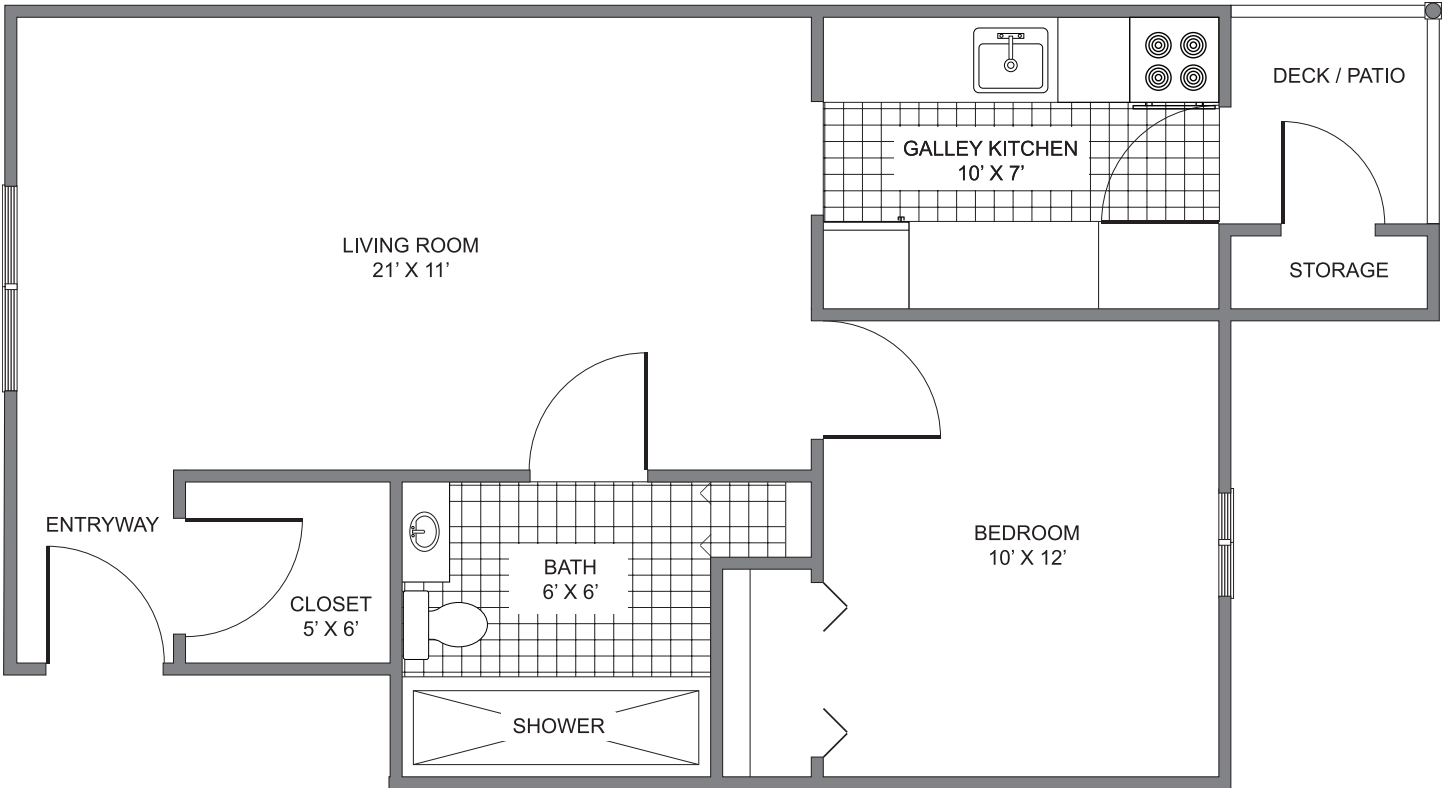 DECK / PATIO
GALLEY KITCHEN
10’ X 7’
LIVING ROOM
21’ X 11’
STORAGE
ENTRYWAY
BEDROOM
10’ X 12’
BATH
6’ X 6’
CLOSET
5’ X 6’
SHOWER